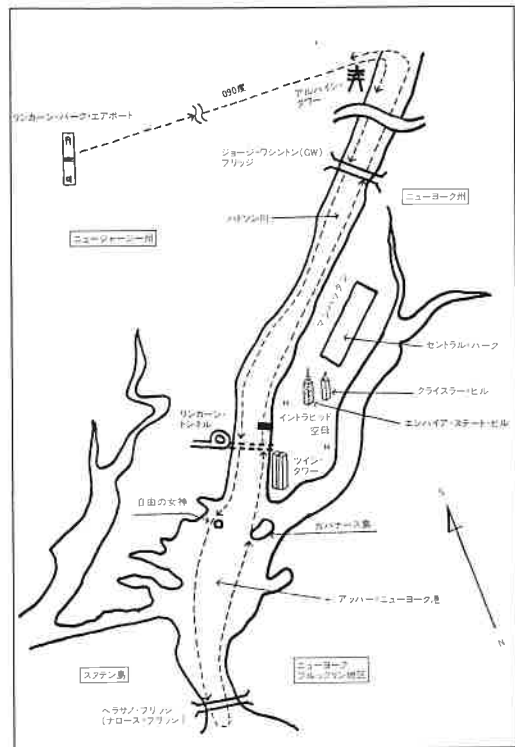 090度
アルパイン・
タワー
リンカーン・パーク・エアポート
ジョージ・ワシントン(GW)
ブリッジ
ニューヨーク州
ハドソン川
ニュージャージー州
マンハッタン
セントラル・パーク
クライスラー・ビル
リンカーン・
トンネル
"イントラピッド"
空母
エンパイア・ステート・ビル
ツイン・
タワー
自由の女神
ガバナース島
S
アッパー・ニューヨーク港
N
スタテン島
ニューヨーク
ブルックリン地区
ベラザノ・ブリッジ
(ナローズ・ブリッジ)